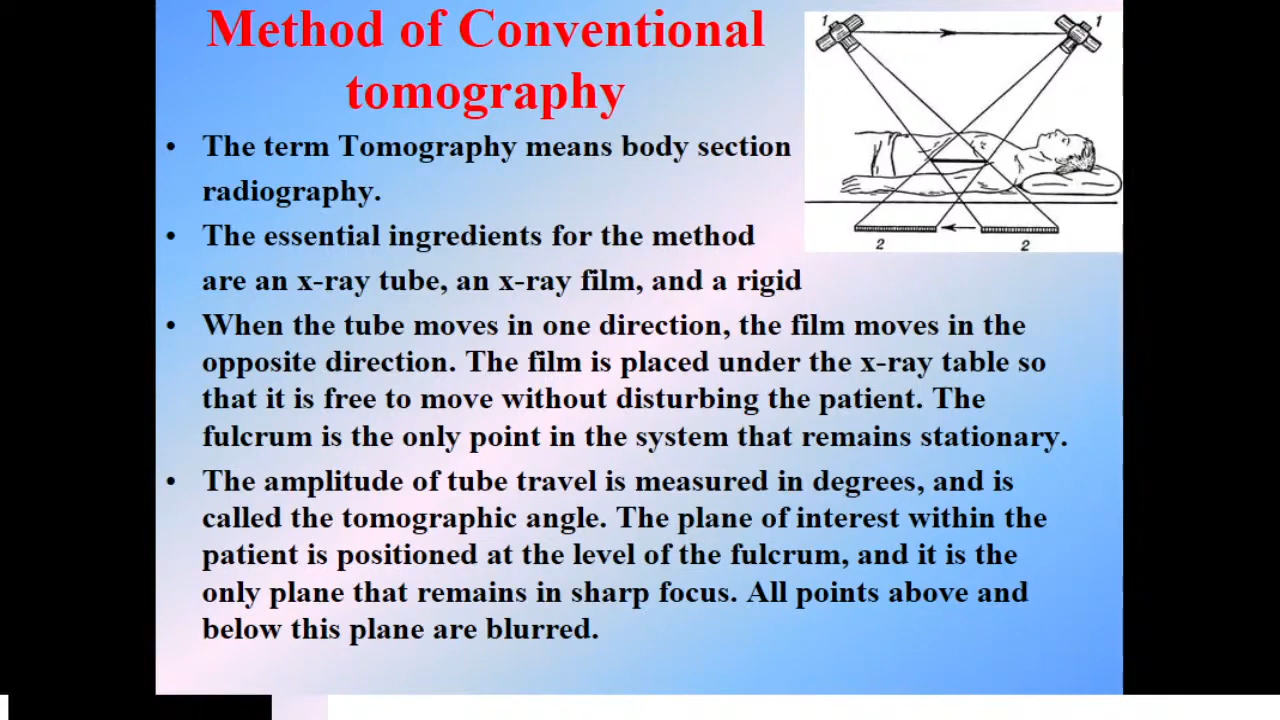 Method of Conventional
tomography
1
1
• The term Tomography means body section
radiography.
• The essential ingredients for the method
are an x-ray tube, an x-ray film, and a rigid
2
2
• When the tube moves in one direction, the film moves in the
opposite direction. The film is placed under the x-ray table so
that it is free to move without disturbing the patient. The
fulcrum is the only point in the system that remains stationary.
• The amplitude of tube travel is measured in degrees, and is
called the tomographic angle. The plane of interest within the
patient is positioned at the level of the fulcrum, and it is the
only plane that remains in sharp focus. All points above and
below this plane are blurred.